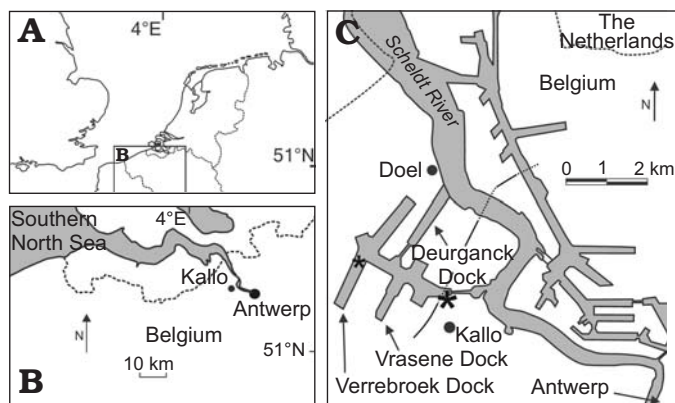 A
4°E
B
51°N
Southern
North Sea
4°E
Kallo
Antwerp
N
Belgium
51°N
10 km
B
C
The
Netherlands
Scheldt River
Belgium
N
Doel
0 1 2 km
Deurganck
Dock
Kallo
Vrasene Dock
Verrebroek Dock
Antwerp